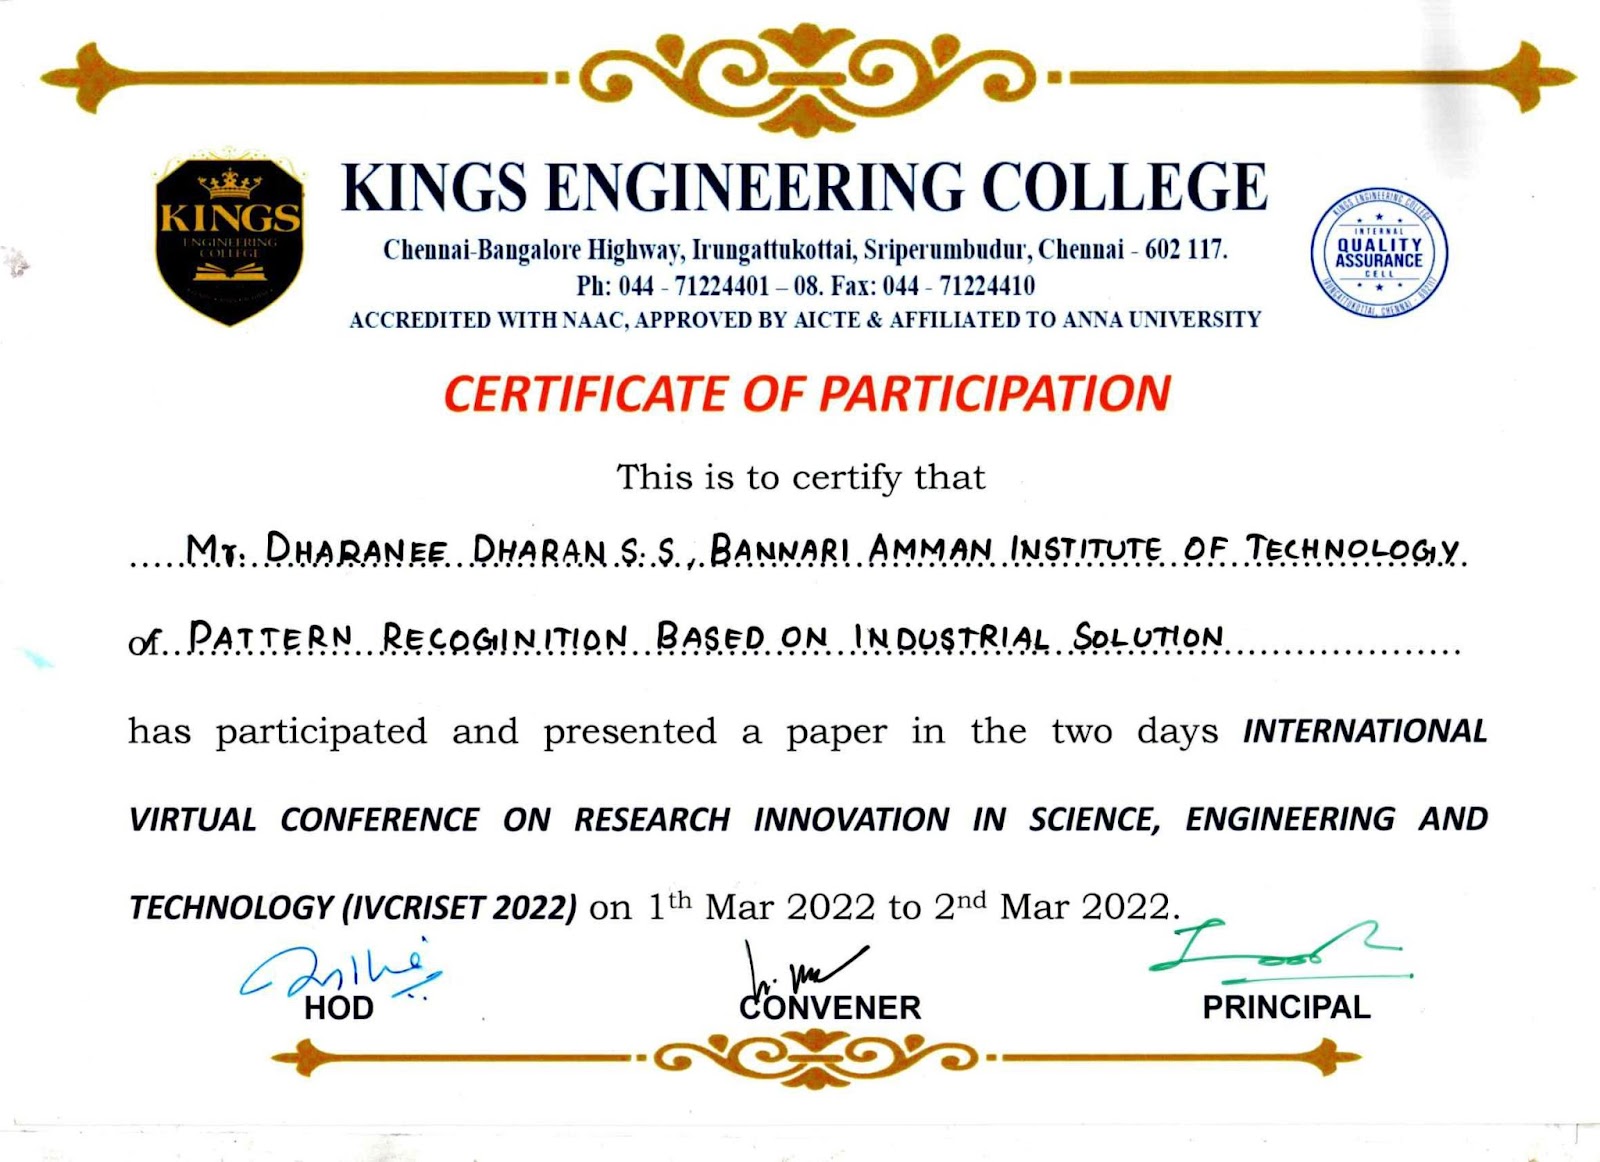 KINGS
ENGINEERING
COLLEGE
KINGS ENGINEERING COLLEGE
Chennai-Bangalore Highway, Irungattukottai, Sriperumbudur, Chennai - 602 117.
Ph: 044 - 71224401 – 08. Fax: 044 - 71224410
ACCREDITED WITH NAAC, APPROVED BY AICTE & AFFILIATED TO ANNA UNIVERSITY
KINGS ENGINEERING COLLEGE
INTERNAL
QUALITY
ASSURANCE
CELL
IRUNGATTUKOTTAI, CHENNAI - 602117
CERTIFICATE OF PARTICIPATION
This is to certify that
Mr. DHARANEE DHARAN S. S., BANNARI AMMAN INSTITUTE OF TECHNOLOGY
of PATTERN RECOGINITION BASED ON INDUSTRIAL SOLUTION
has participated and presented a paper in the two days INTERNATIONAL
VIRTUAL CONFERENCE ON RESEARCH INNOVATION IN SCIENCE, ENGINEERING AND
TECHNOLOGY (IVCRISET 2022) on 1th Mar 2022 to 2nd Mar 2022.
HOD CONVENER PRINCIPAL